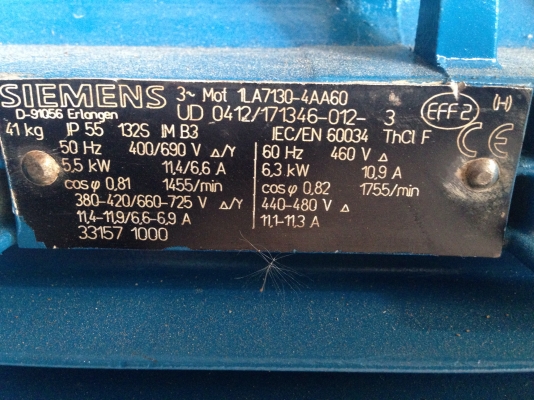 SIEMENS 3~ Mot 1LA7130-4AA60
D-91056 Erlangen UD 0412/171346-012- 3
EFF2 (H)
41 kg IP 55 132S IM B3 IEC/EN 60034 ThCl F CE
50 Hz 400/690 V △/Y 60 Hz 460 V △
5,5 kW 11,4/6,6 A 6,3 kW 10,9 A
cosφ 0,81 1455/min cosφ 0,82 1755/min
380-420/660-725 V △/Y 440-480 V △
11,4-11,9/6,6-6,9 A 11,1-11,3 A
33157 1000